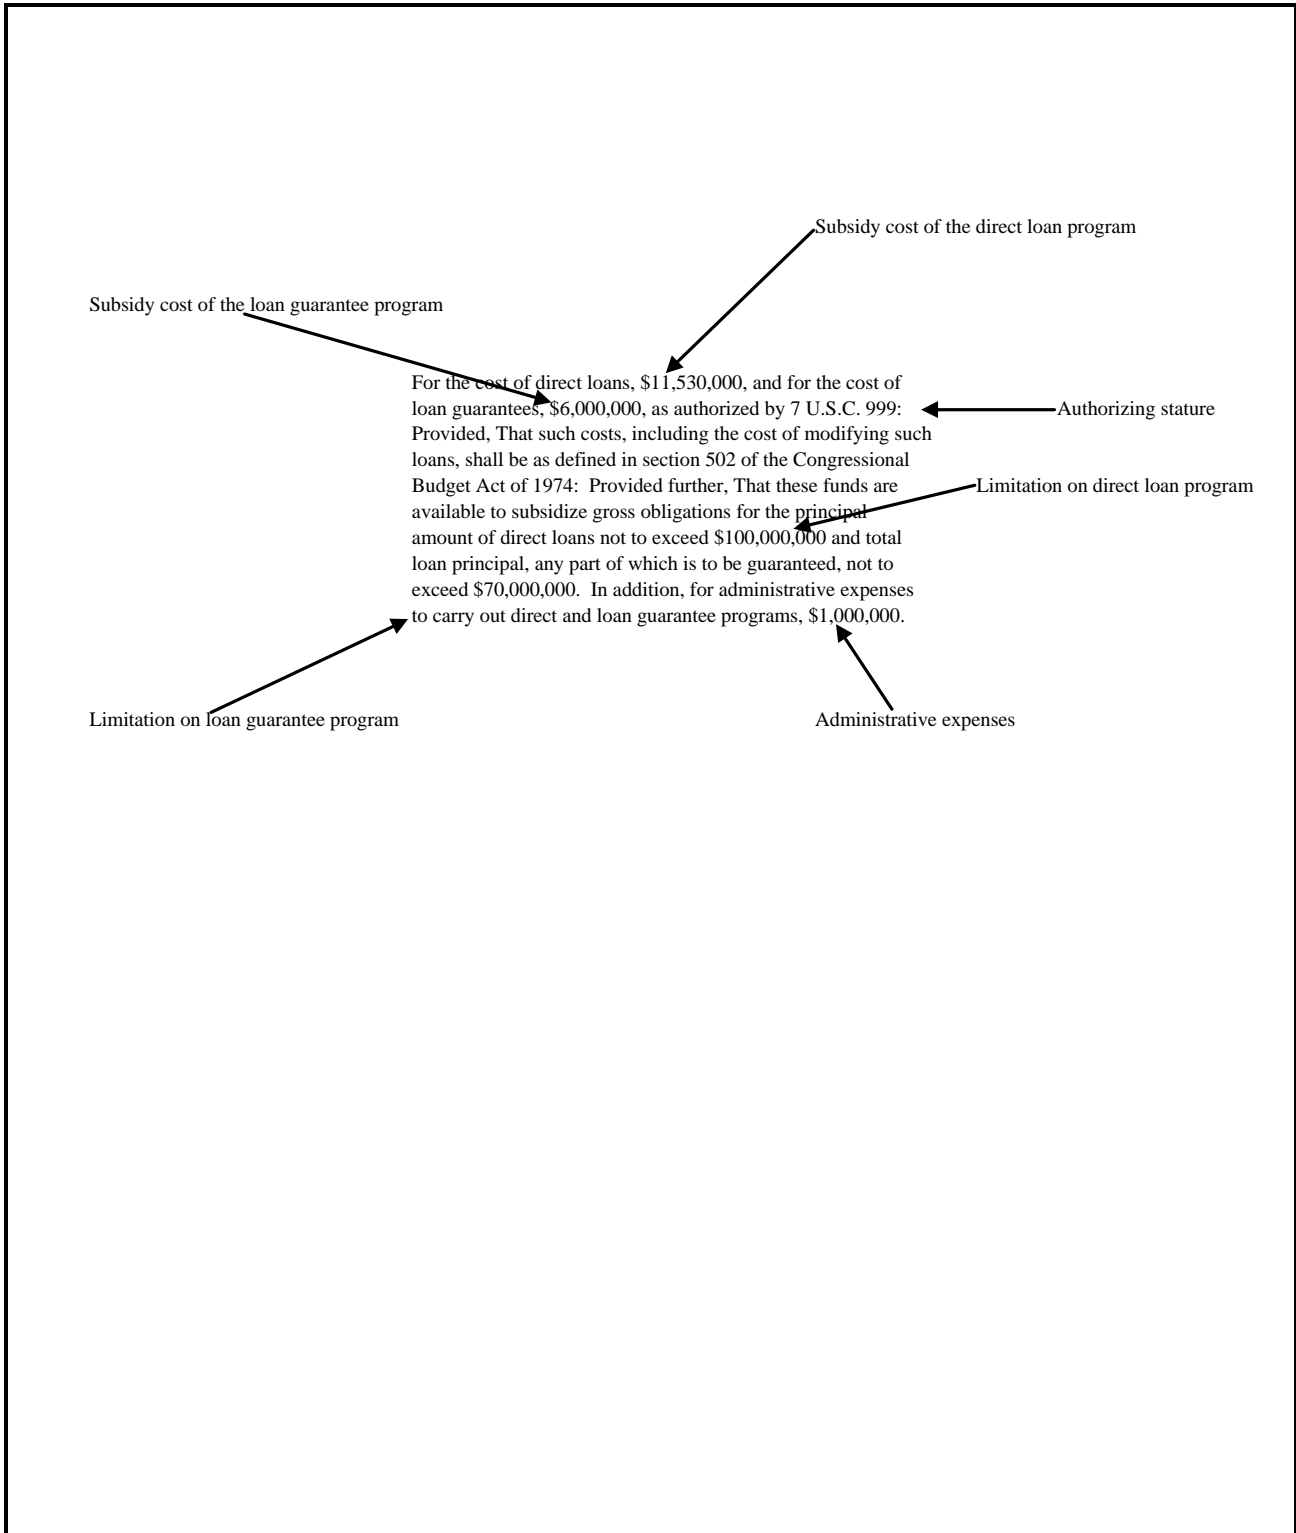 Subsidy cost of the direct loan program
Subsidy cost of the loan guarantee program
For the cost of direct loans, $11,530,000, and for the cost of
loan guarantees, $6,000,000, as authorized by 7 U.S.C. 999:
Authorizing stature
Provided, That such costs, including the cost of modifying such
loans, shall be as defined in section 502 of the Congressional
Budget Act of 1974:  Provided further, That these funds are
Limitation on direct loan program
available to subsidize gross obligations for the principal
amount of direct loans not to exceed $100,000,000 and total
loan principal, any part of which is to be guaranteed, not to
exceed $70,000,000.  In addition, for administrative expenses
to carry out direct and loan guarantee programs, $1,000,000.
Limitation on loan guarantee program
Administrative expenses